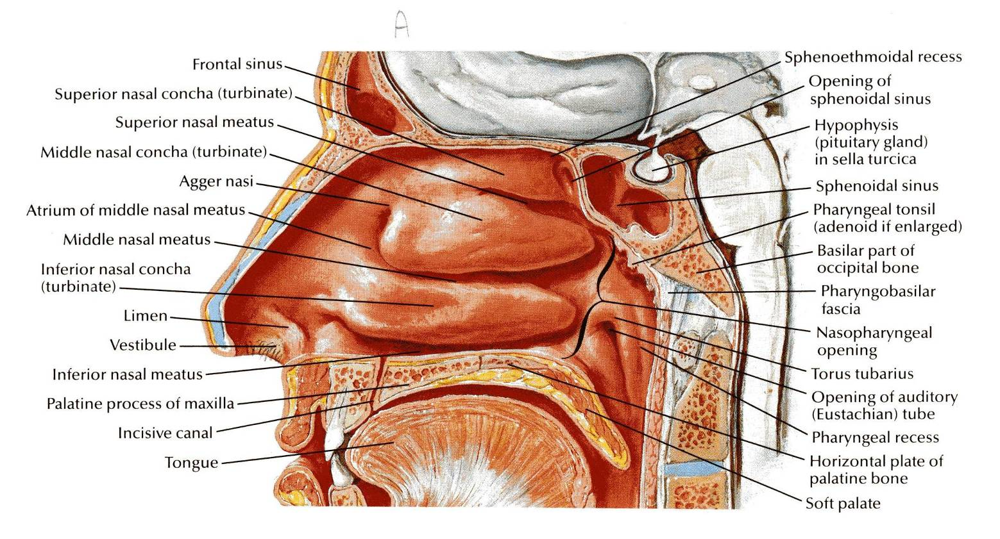 A
Frontal sinus
Superior nasal concha (turbinate)
Superior nasal meatus
Middle nasal concha (turbinate)
Agger nasi
Atrium of middle nasal meatus
Middle nasal meatus
Inferior nasal concha
(turbinate)
Limen
Vestibule
Inferior nasal meatus
Palatine process of maxilla
Incisive canal
Tongue
Sphenoethmoidal recess
Opening of
sphenoidal sinus
Hypophysis
(pituitary gland)
in sella turcica
Sphenoidal sinus
Pharyngeal tonsil
(adenoid if enlarged)
Basilar part of
occipital bone
Pharyngobasilar
fascia
Nasopharyngeal
opening
Torus tubarius
Opening of auditory
(Eustachian) tube
Pharyngeal recess
Horizontal plate of
palatine bone
Soft palate